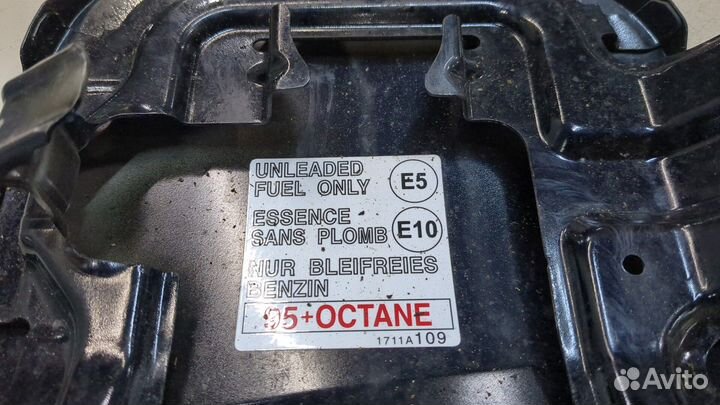 UNLEADED
FUEL ONLY E5
ESSENCE
SANS PLOMB E10
NUR BLEIFREIES
BENZIN
95+OCTANE
1711A109
Avito